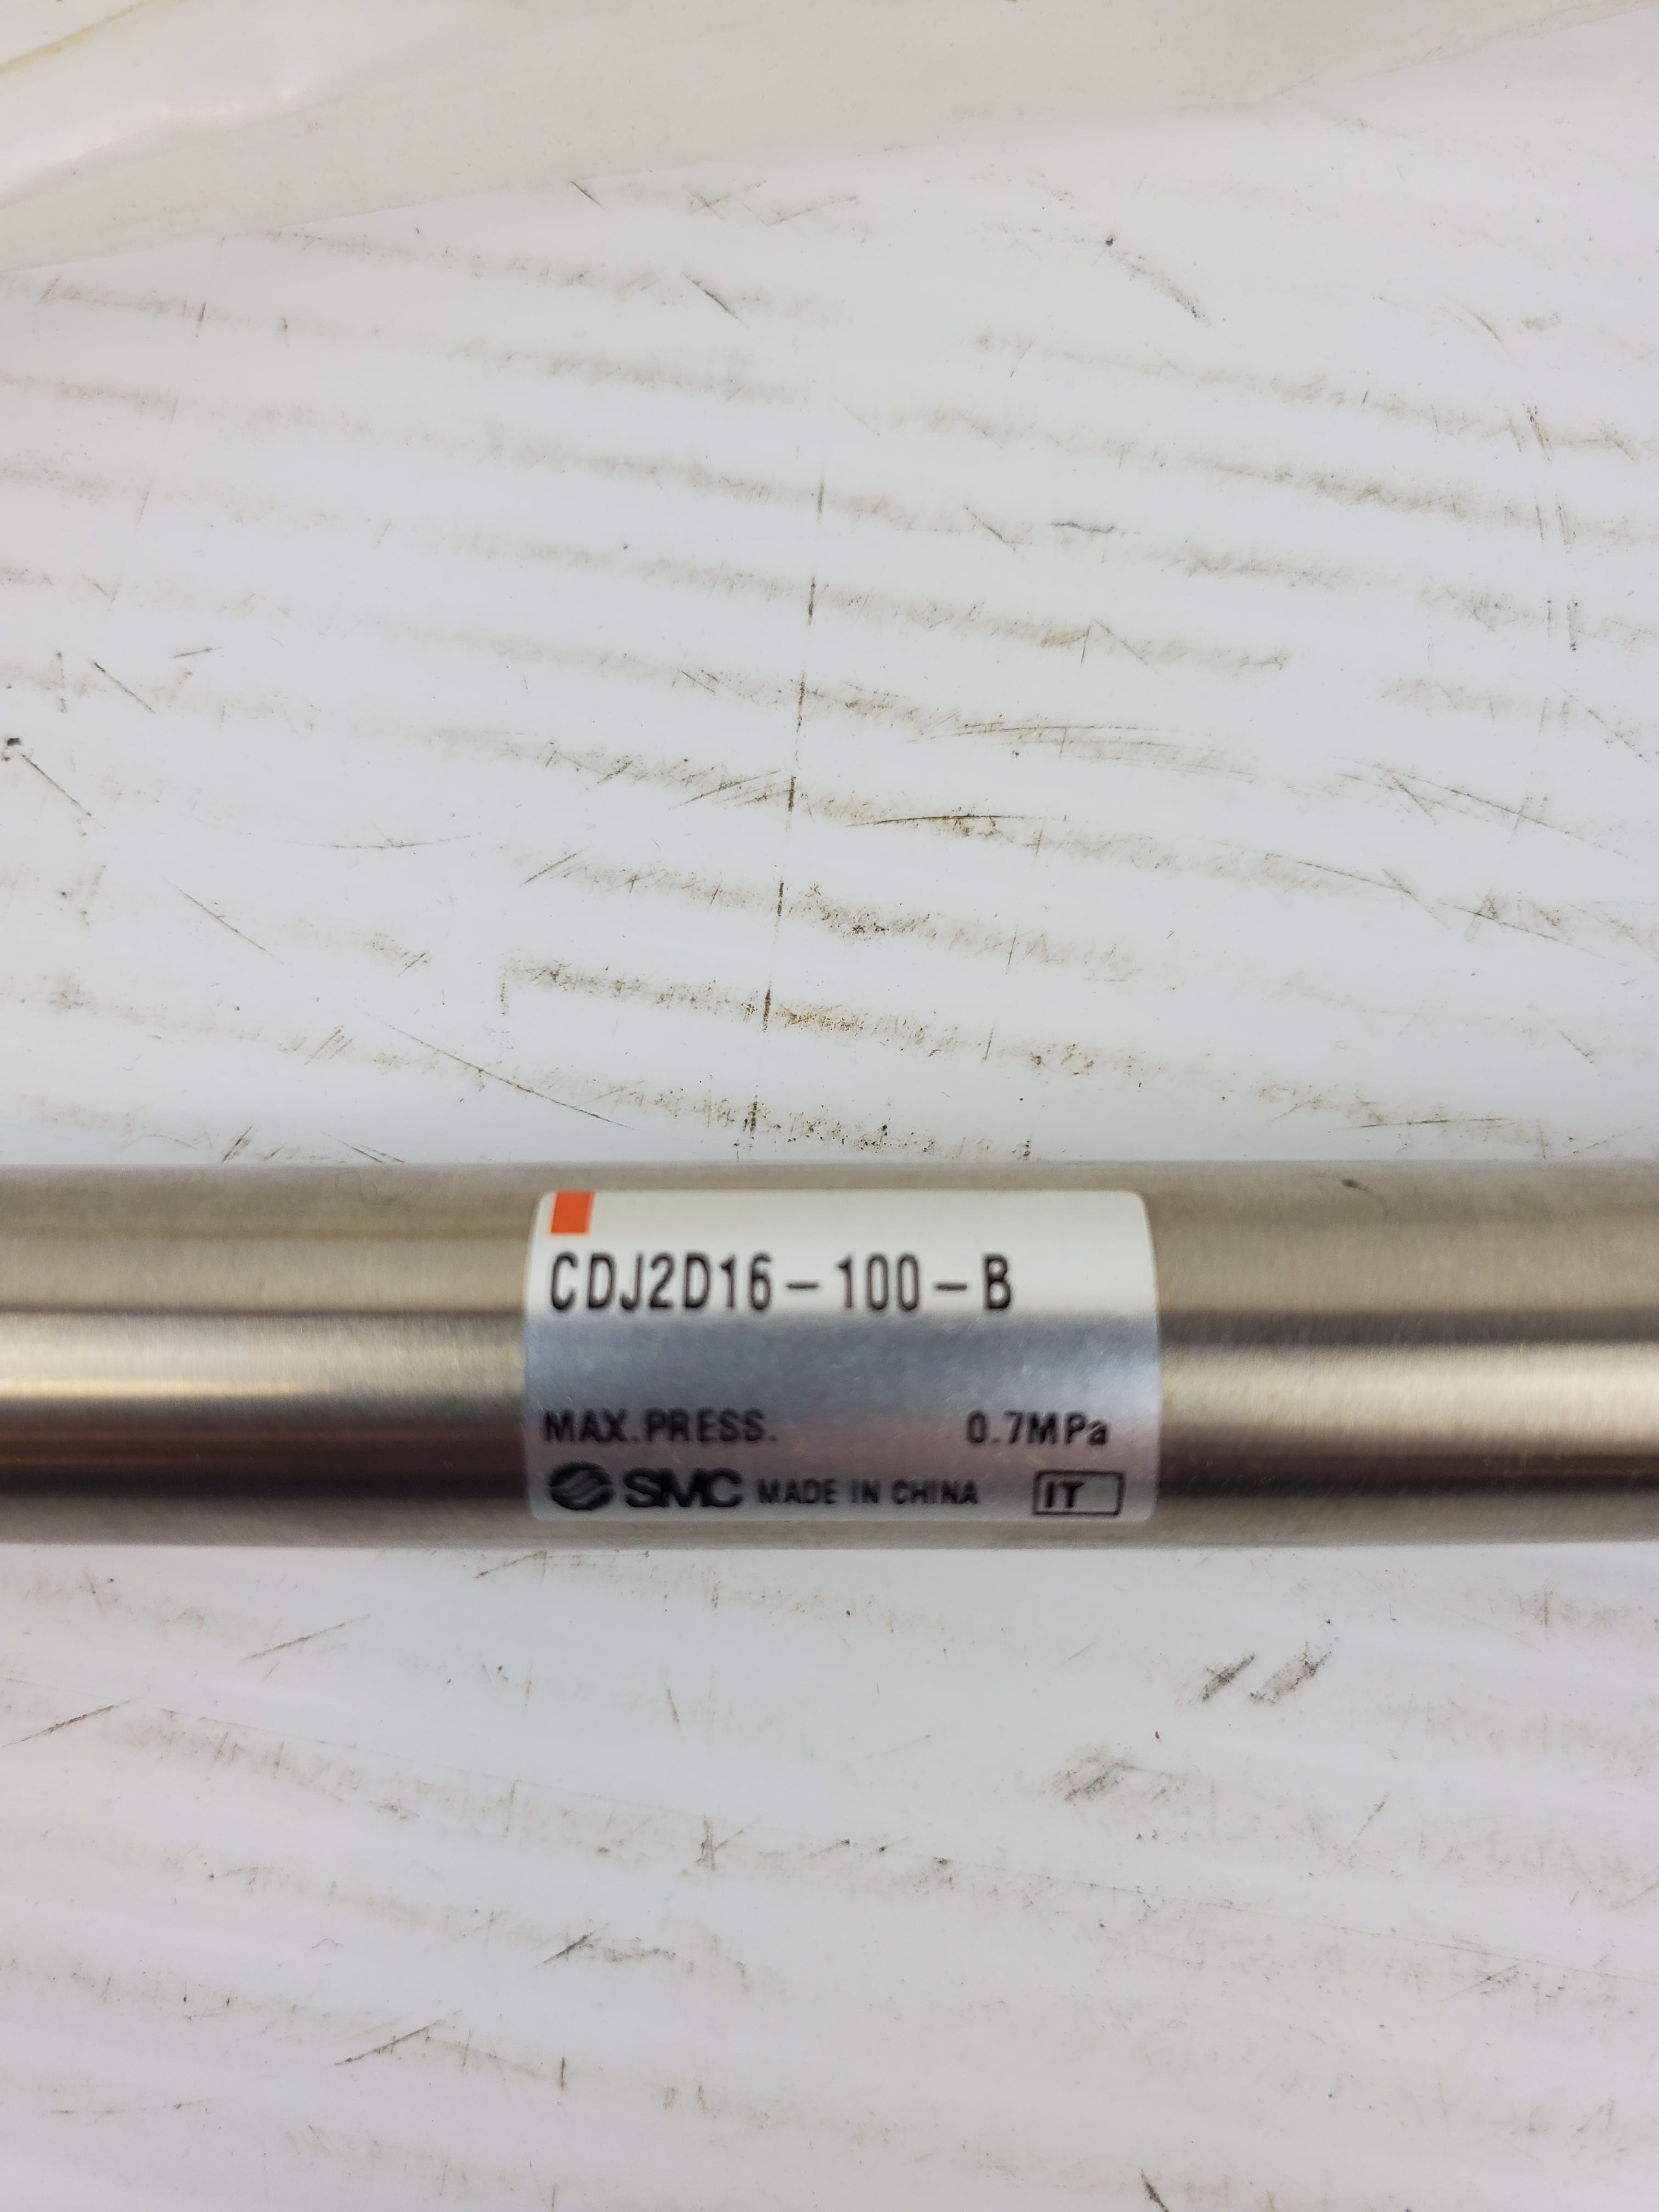 CDJ2D16-100-B
MAX.PRESS. 0.7MPa
SMC MADE IN CHINA IT